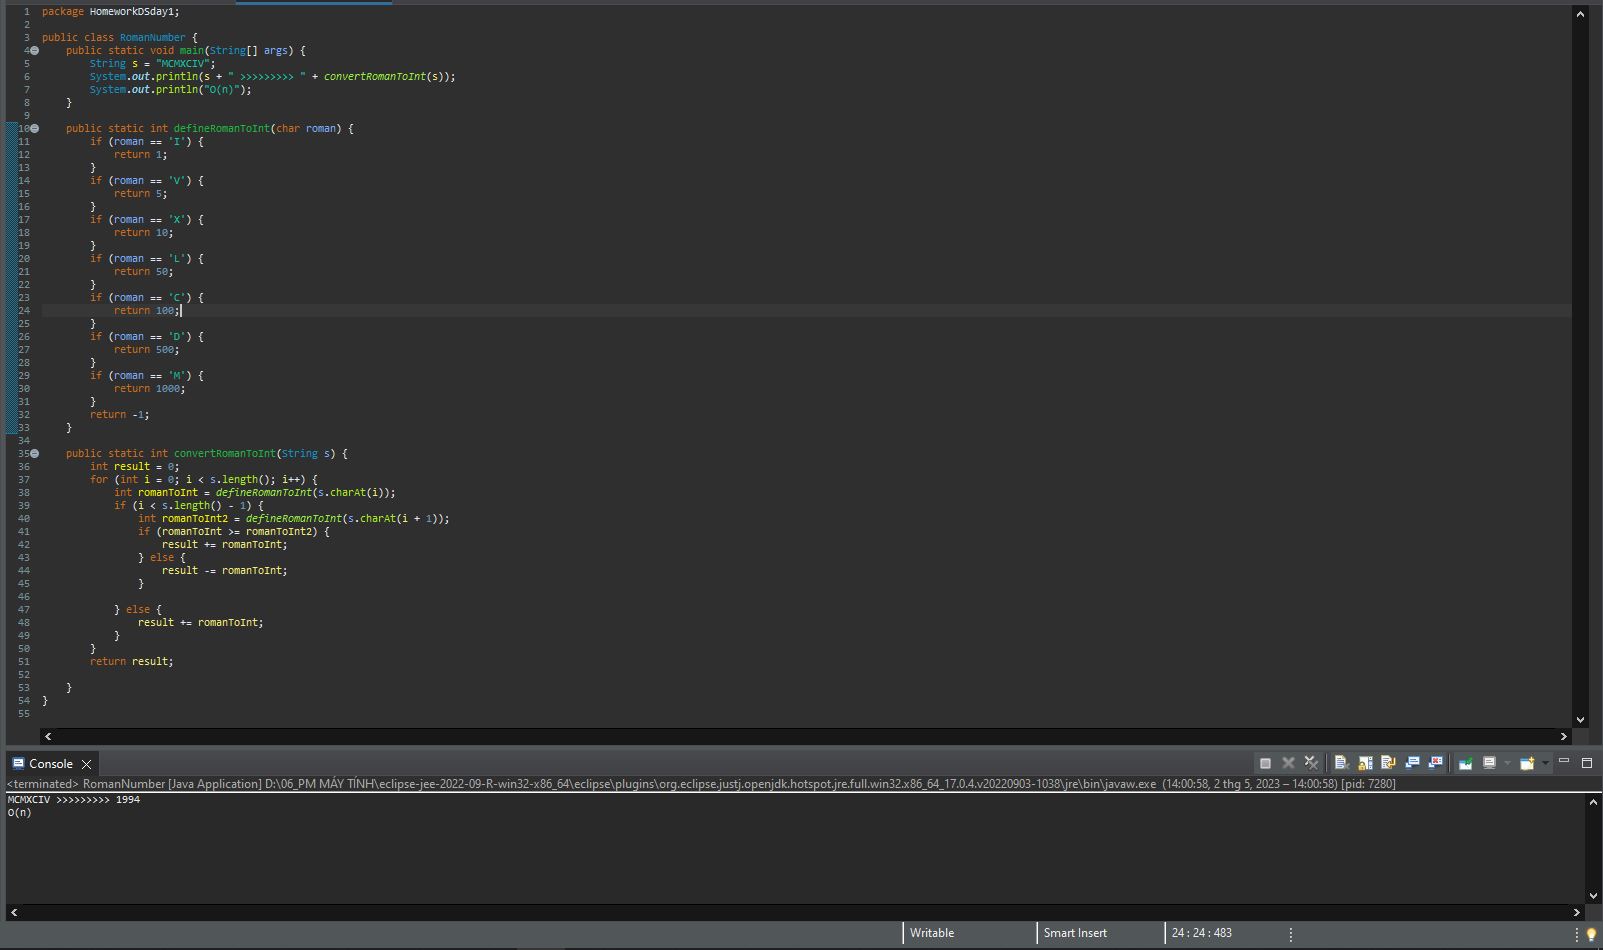 1 package HomeworkDSday1;
2
3 public class RomanNumber {
4 public static void main(String[] args) {
5 String s = "MCMXCIV";
6 System.out.println(s + " >>>>>>>>> " + convertRomanToInt(s));
7 System.out.println("O(n)");
8 }
9
10 public static int defineRomanToInt(char roman) {
11 if (roman == 'I') {
12 return 1;
13 }
14 if (roman == 'V') {
15 return 5;
16 }
17 if (roman == 'X') {
18 return 10;
19 }
20 if (roman == 'L') {
21 return 50;
22 }
23 if (roman == 'C') {
24 return 100;
25 }
26 if (roman == 'D') {
27 return 500;
28 }
29 if (roman == 'M') {
30 return 1000;
31 }
32 return -1;
33 }
34
35 public static int convertRomanToInt(String s) {
36 int result = 0;
37 for (int i = 0; i < s.length(); i++) {
38 int romanToInt = defineRomanToInt(s.charAt(i));
39 if (i < s.length() - 1) {
40 int romanToInt2 = defineRomanToInt(s.charAt(i + 1));
41 if (romanToInt >= romanToInt2) {
42 result += romanToInt;
43 } else {
44 result -= romanToInt;
45 }
46
47 } else {
48 result += romanToInt;
49 }
50 }
51 return result;
52
53 }
54 }
55
Console
<terminated> RomanNumber [Java Application] D:\06_PM MÁY TÍNH\eclipse-jee-2022-09-R-win32-x86_64\eclipse\plugins\org.eclipse.justj.openjdk.hotspot.jre.full.win32.x86_64_17.0.4.v20220903-1038\jre\bin\javaw.exe (14:00:58, 2 thg 5, 2023 – 14:00:58) [pid: 7280]
MCMXCIV >>>>>>>>> 1994
O(n)
Writable Smart Insert 24 : 24 : 483